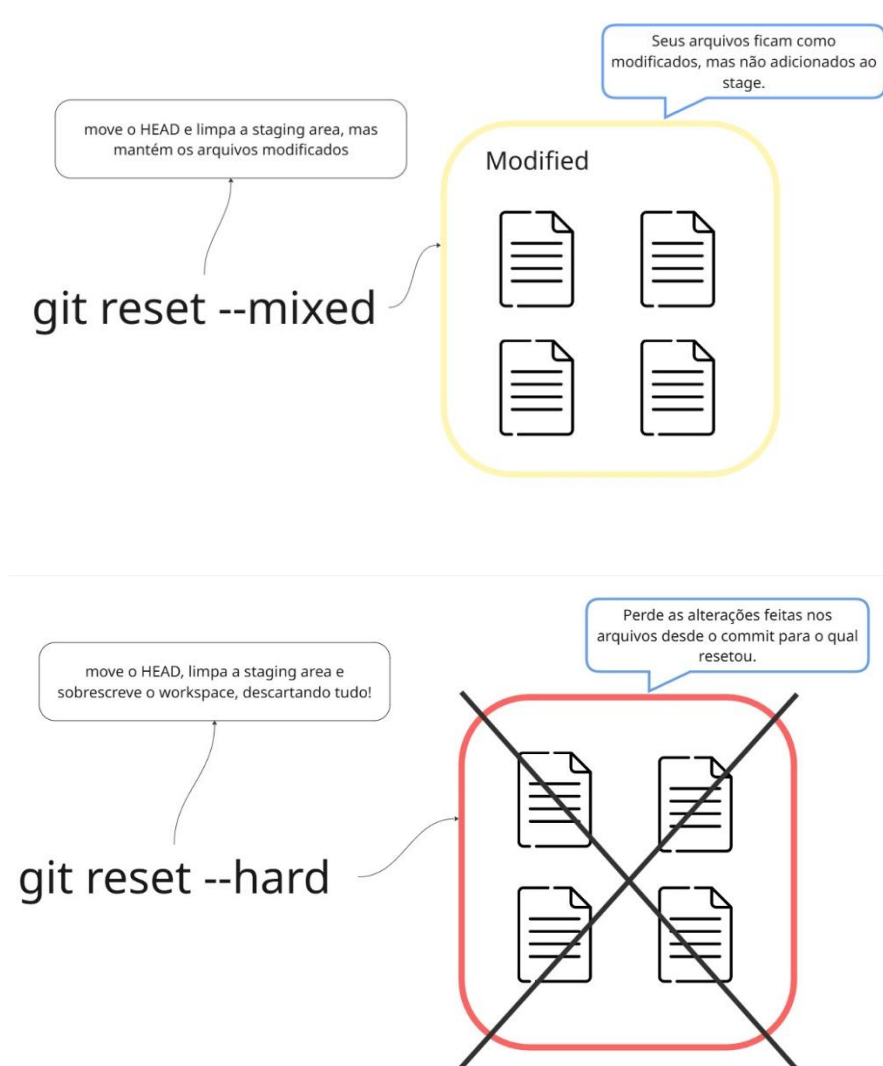 Seus arquivos ficam como
modificados, mas não adicionados ao
stage.
move o HEAD e limpa a staging area, mas
mantém os arquivos modificados
Modified
git reset --mixed
Perde as alterações feitas nos
arquivos desde o commit para o qual
resetou.
move o HEAD, limpa a staging area e
sobrescreve o workspace, descartando tudo!
git reset --hard